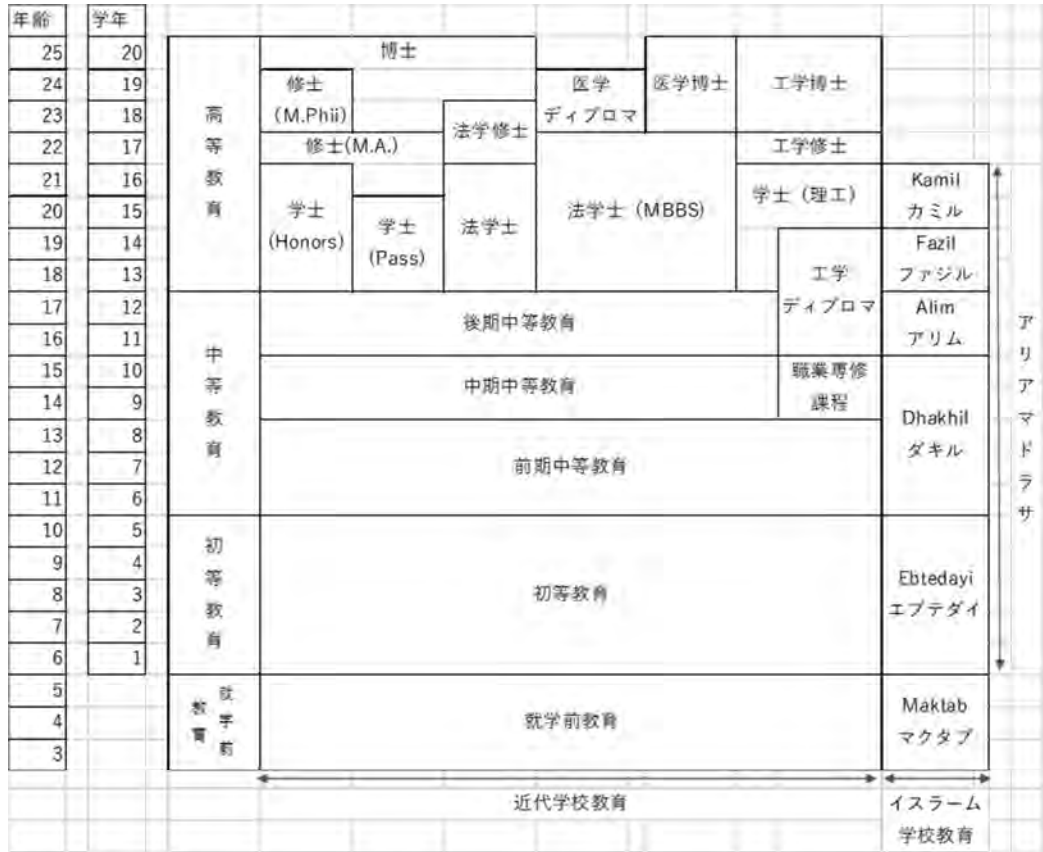 年齢 学年
25 20
24 19
23 18
22 17
21 16
20 15
19 14
18 13
17 12
16 11
15 10
14 9
13 8
12 7
11 6
10 5
9 4
8 3
7 2
6 1
5
4
3
高等教育
中等教育
初等教育
就学前
教育
博士
修士
(M.Phii)
修士(M.A.)
学士
(Honors)
学士
(Pass)
法学修士
法学士
医学
ディプロマ
医学博士
法学士(MBBS)
工学博士
工学修士
学士(理工)
工学
ディプロマ
職業専修
課程
後期中等教育
中期中等教育
前期中等教育
初等教育
就学前教育
Kamil
カミル
Fazil
ファジル
Alim
アリム
Dhakhil
ダキル
Ebtedayi
エブテダイ
Maktab
マクタブ
アリアマドラサ
近代学校教育
イスラーム
学校教育